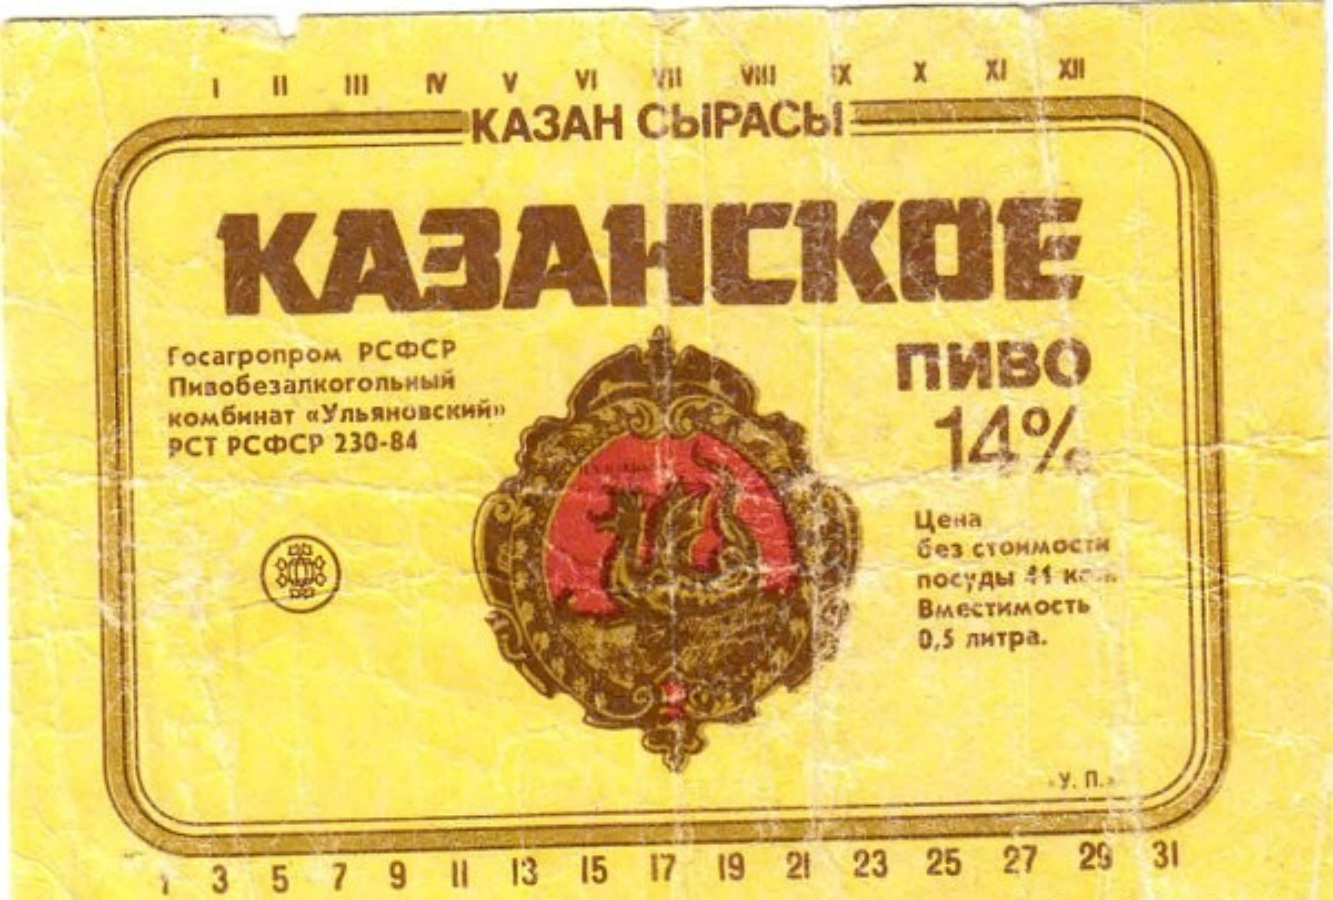 I II III IV V VI VII VIII IX X XI XII
КАЗАН СЫРАСЫ
КАЗАНСКОЕ
Госагропром РСФСР
Пивобезалкогольный
комбинат «Ульяновский»
РСТ РСФСР 230-84
ПИВО
14%
Цена
без стоимости
посуды 41 коп.
Вместимость
0,5 литра.
«У. П.»
1 3 5 7 9 11 13 15 17 19 21 23 25 27 29 31